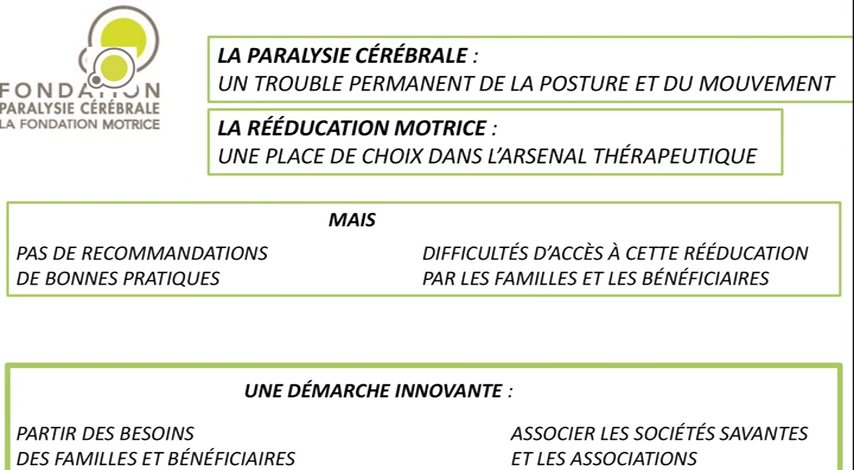 FONDATION
PARALYSIE CÉRÉBRALE
LA FONDATION MOTRICE
LA PARALYSIE CÉRÉBRALE :
UN TROUBLE PERMANENT DE LA POSTURE ET DU MOUVEMENT
LA RÉÉDUCATION MOTRICE :
UNE PLACE DE CHOIX DANS L’ARSENAL THÉRAPEUTIQUE
MAIS
PAS DE RECOMMANDATIONS
DE BONNES PRATIQUES
DIFFICULTÉS D’ACCÈS À CETTE RÉÉDUCATION
PAR LES FAMILLES ET LES BÉNÉFICIAIRES
UNE DÉMARCHE INNOVANTE :
PARTIR DES BESOINS
DES FAMILLES ET BÉNÉFICIAIRES
ASSOCIER LES SOCIÉTÉS SAVANTES
ET LES ASSOCIATIONS